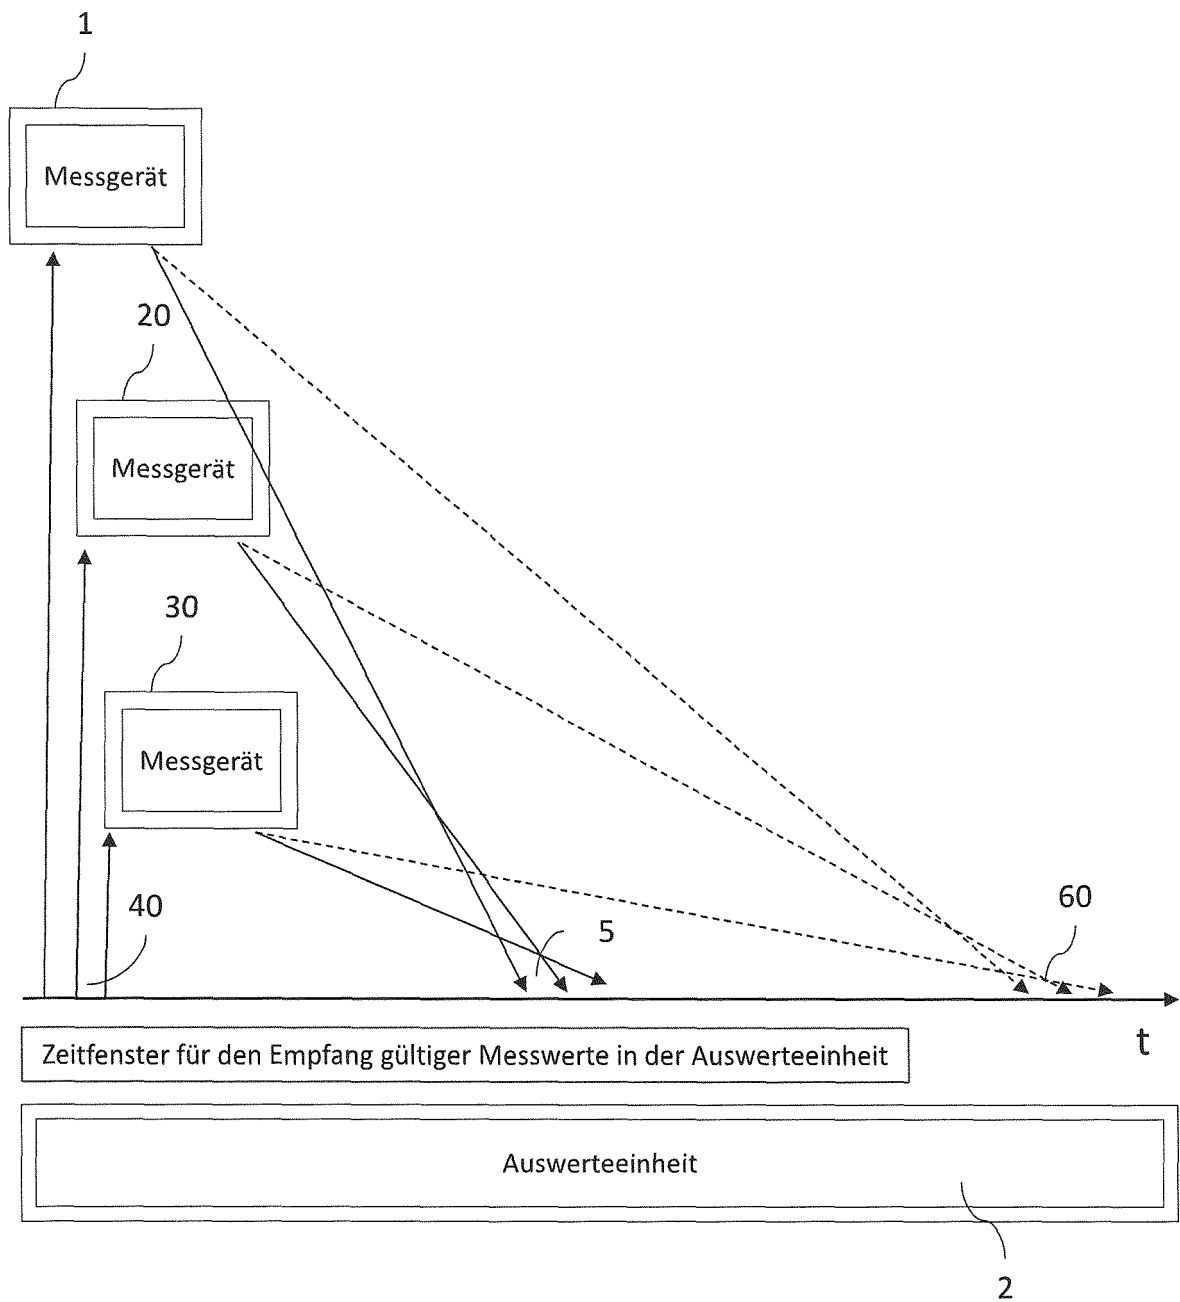 1
Messgerät
20
Messgerät
30
Messgerät
40
5
60
t
Zeitfenster für den Empfang gültiger Messwerte in der Auswerteeinheit
Auswerteeinheit
2